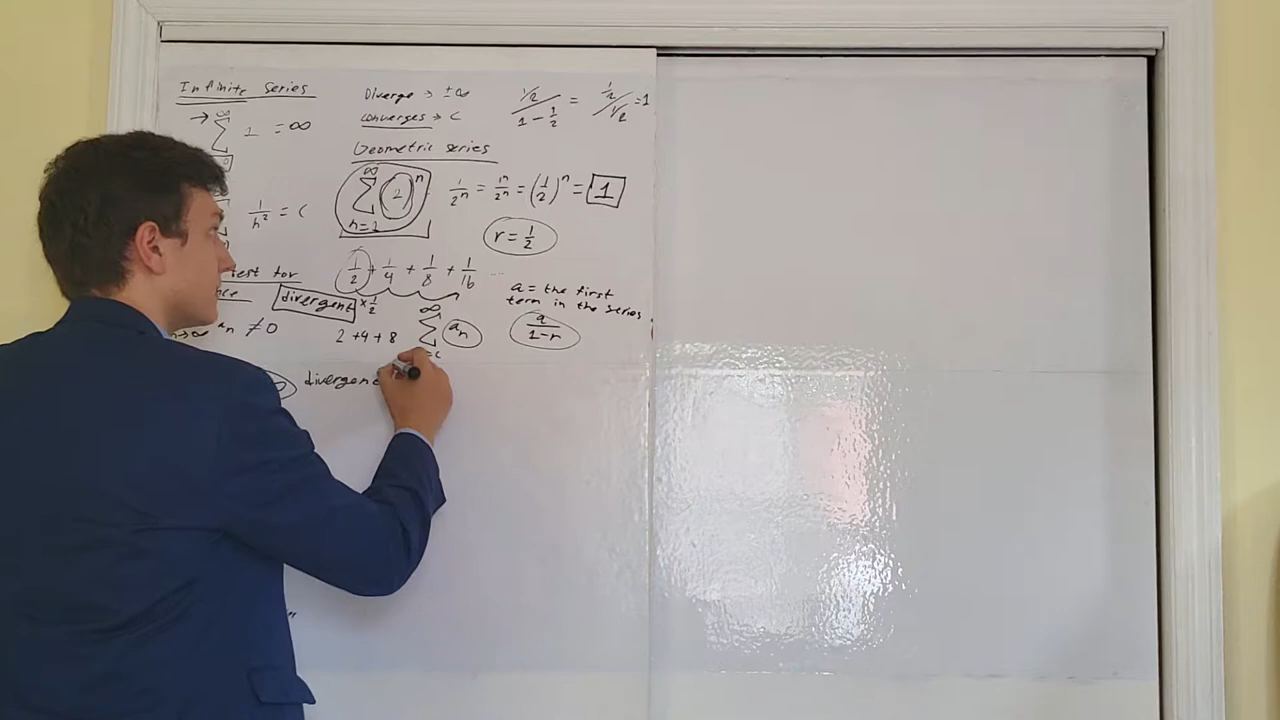 Infinite series
→ ∞ Σ 1 = ∞
1/n² = c
test for
nce
n→∞ aₙ ≠ 0
Diverge → ±∞
converges → c
Geometric series
∞ Σ n=1 (2)ⁿ
1/2 + 1/4 + 1/8 + 1/16 ...
divergent × 1/2
2 + 4 + 8
∞ Σ aₙ
divergenc
1/2 / 1 - 1/2 = 1/2 / 1/2 = 1
1/2ⁿ = 1ⁿ/2ⁿ = (1/2)ⁿ = 1
r = 1/2
a = the first
term in the series.
a/1-r